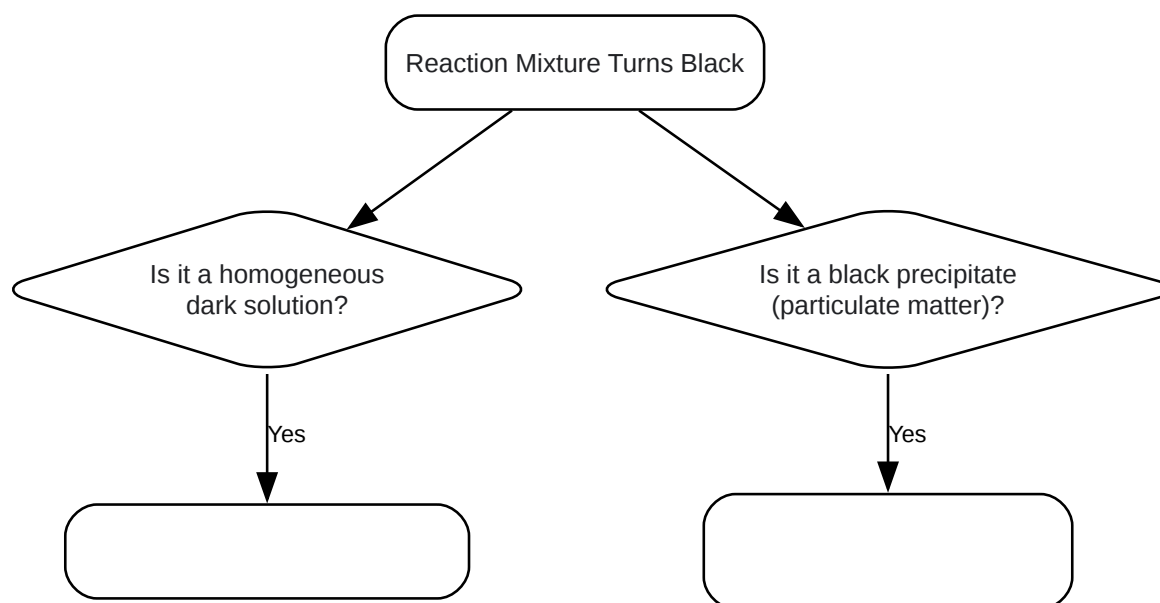 Reaction Mixture Turns Black
Is it a homogeneous
dark solution?
Is it a black precipitate
(particulate matter)?
Yes
Yes